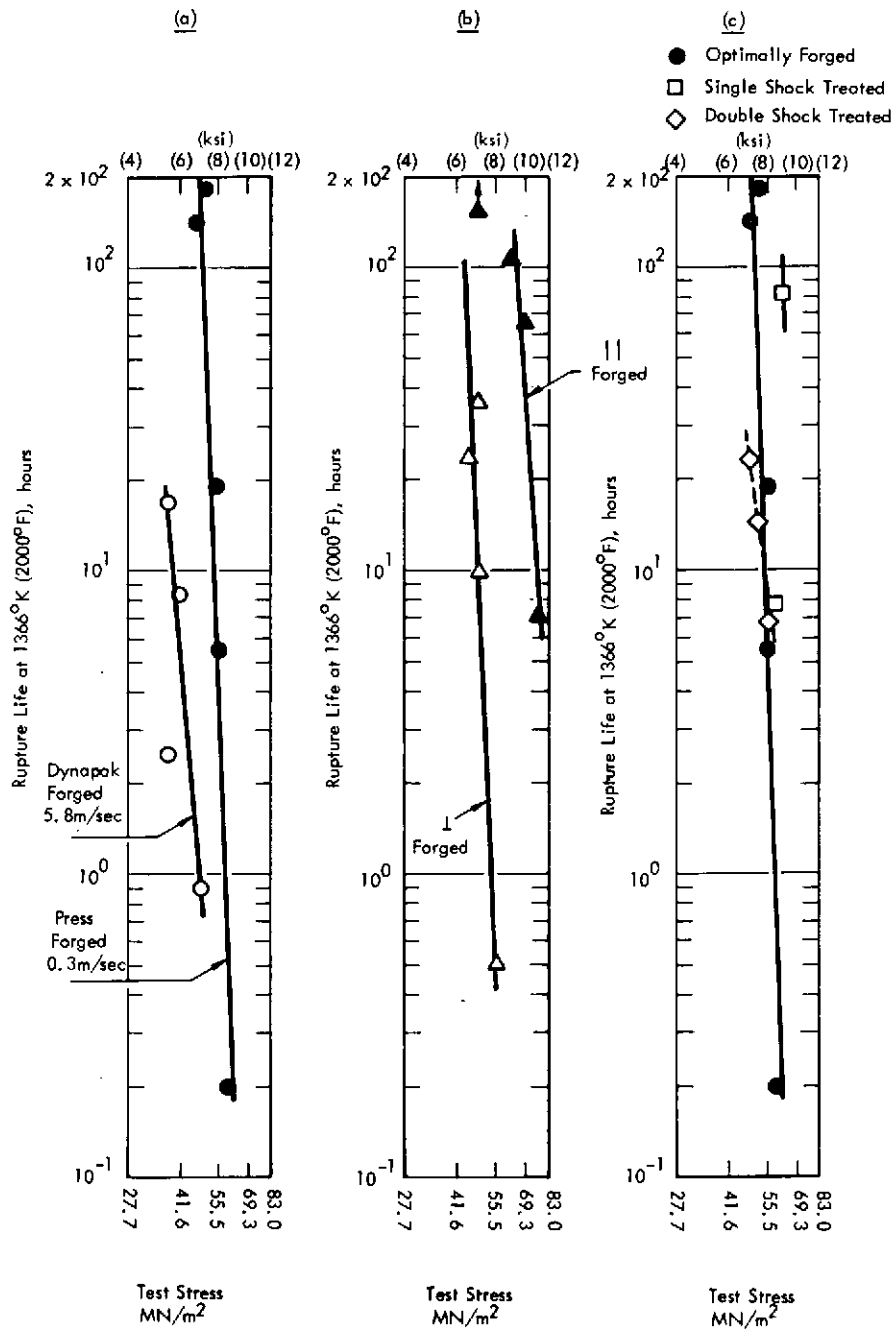 (a)
(b)
(c)
Optimally Forged
Single Shock Treated
Double Shock Treated
(ksi)
(4) (6) (8) (10) (12)
2 × 10²
10²
10¹
10⁰
10⁻¹
Rupture Life at 1366°K (2000°F), hours
Dynapak
Forged
5.8m/sec
Press
Forged
0.3m/sec
27.7 41.6 55.5 69.3 83.0
Test Stress
MN/m²
(ksi)
(4) (6) (8) (10) (12)
2 × 10²
10²
10¹
10⁰
10⁻¹
Rupture Life at 1366°K (2000°F), hours
||
Forged
⊥
Forged
27.7 41.6 55.5 69.3 83.0
Test Stress
MN/m²
(ksi)
(4) (6) (8) (10) (12)
2 × 10²
10²
10¹
10⁰
10⁻¹
Rupture Life at 1366°K (2000°F), hours
27.7 41.6 55.5 69.3 83.0
Test Stress
MN/m²